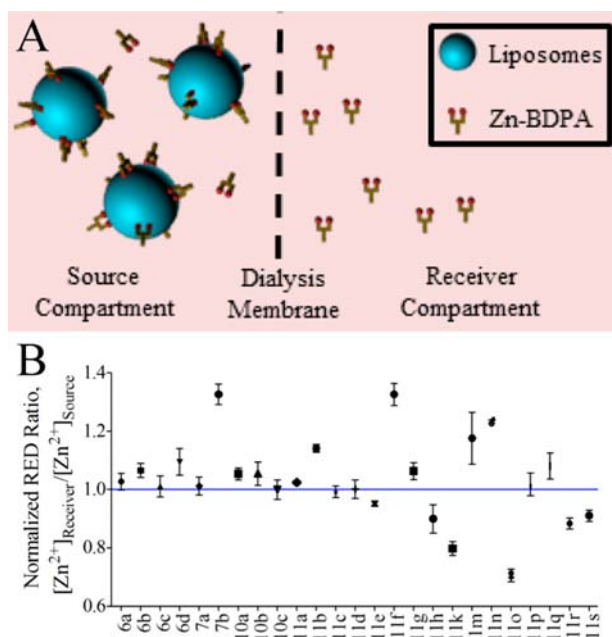 A
Liposomes
Zn-BDPA
Source
Compartment
Dialysis
Membrane
Receiver
Compartment
B
Normalized RED Ratio,
[Zn²⁺]Receiver/[Zn²⁺]Source
1.4
1.2
1.0
0.8
0.6
6a 6b 6c 6d 7a 7b 10a 10b 10c 11a 11b 11c 11d 11e 11f 11g 11h 11k 11m 11n 11o 11p 11q 11r 11s